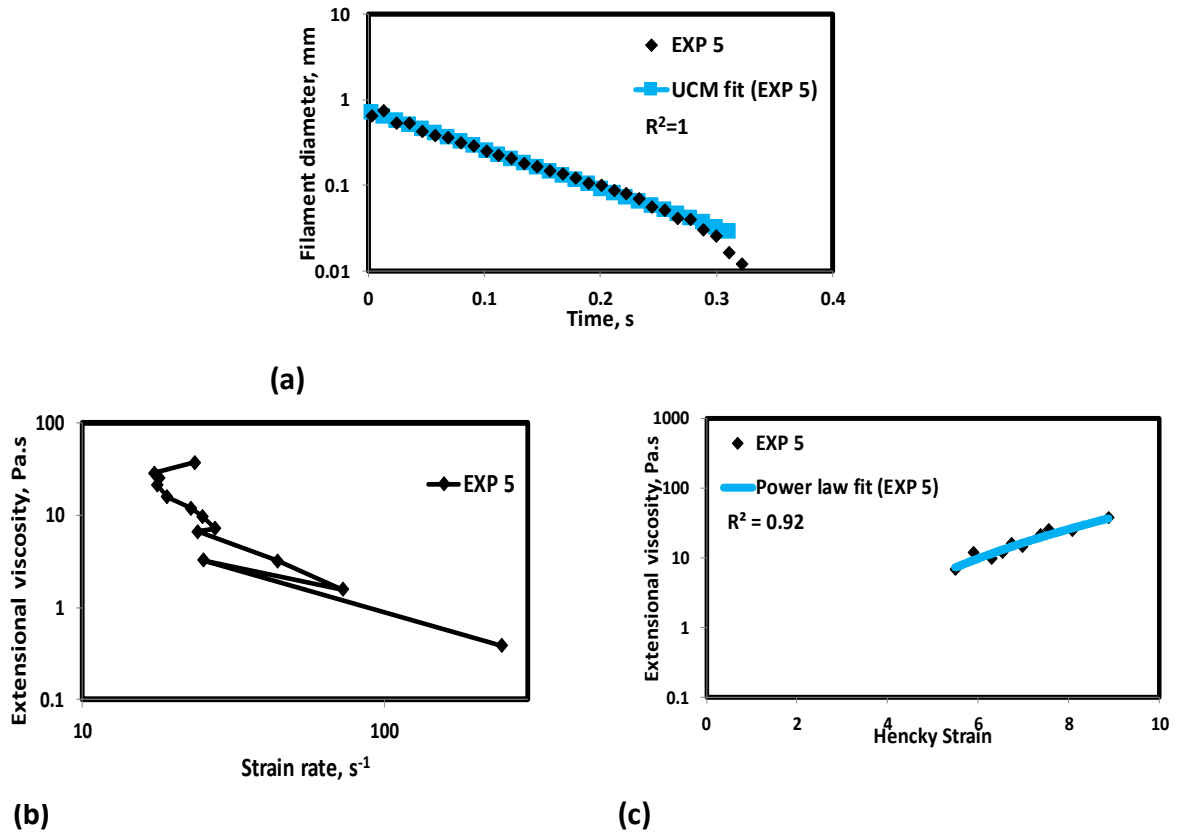 10
1
0.1
0.01
Filament diameter, mm
EXP 5
UCM fit (EXP 5)
R²=1
0 0.1 0.2 0.3 0.4
Time, s
(a)
100
10
1
0.1
Extensional viscosity, Pa.s
EXP 5
10 100
Strain rate, s⁻¹
(b)
1000
100
10
1
0.1
Extensional viscosity, Pa.s
EXP 5
Power law fit (EXP 5)
R² = 0.92
0 2 4 6 8 10
Hencky Strain
(c)